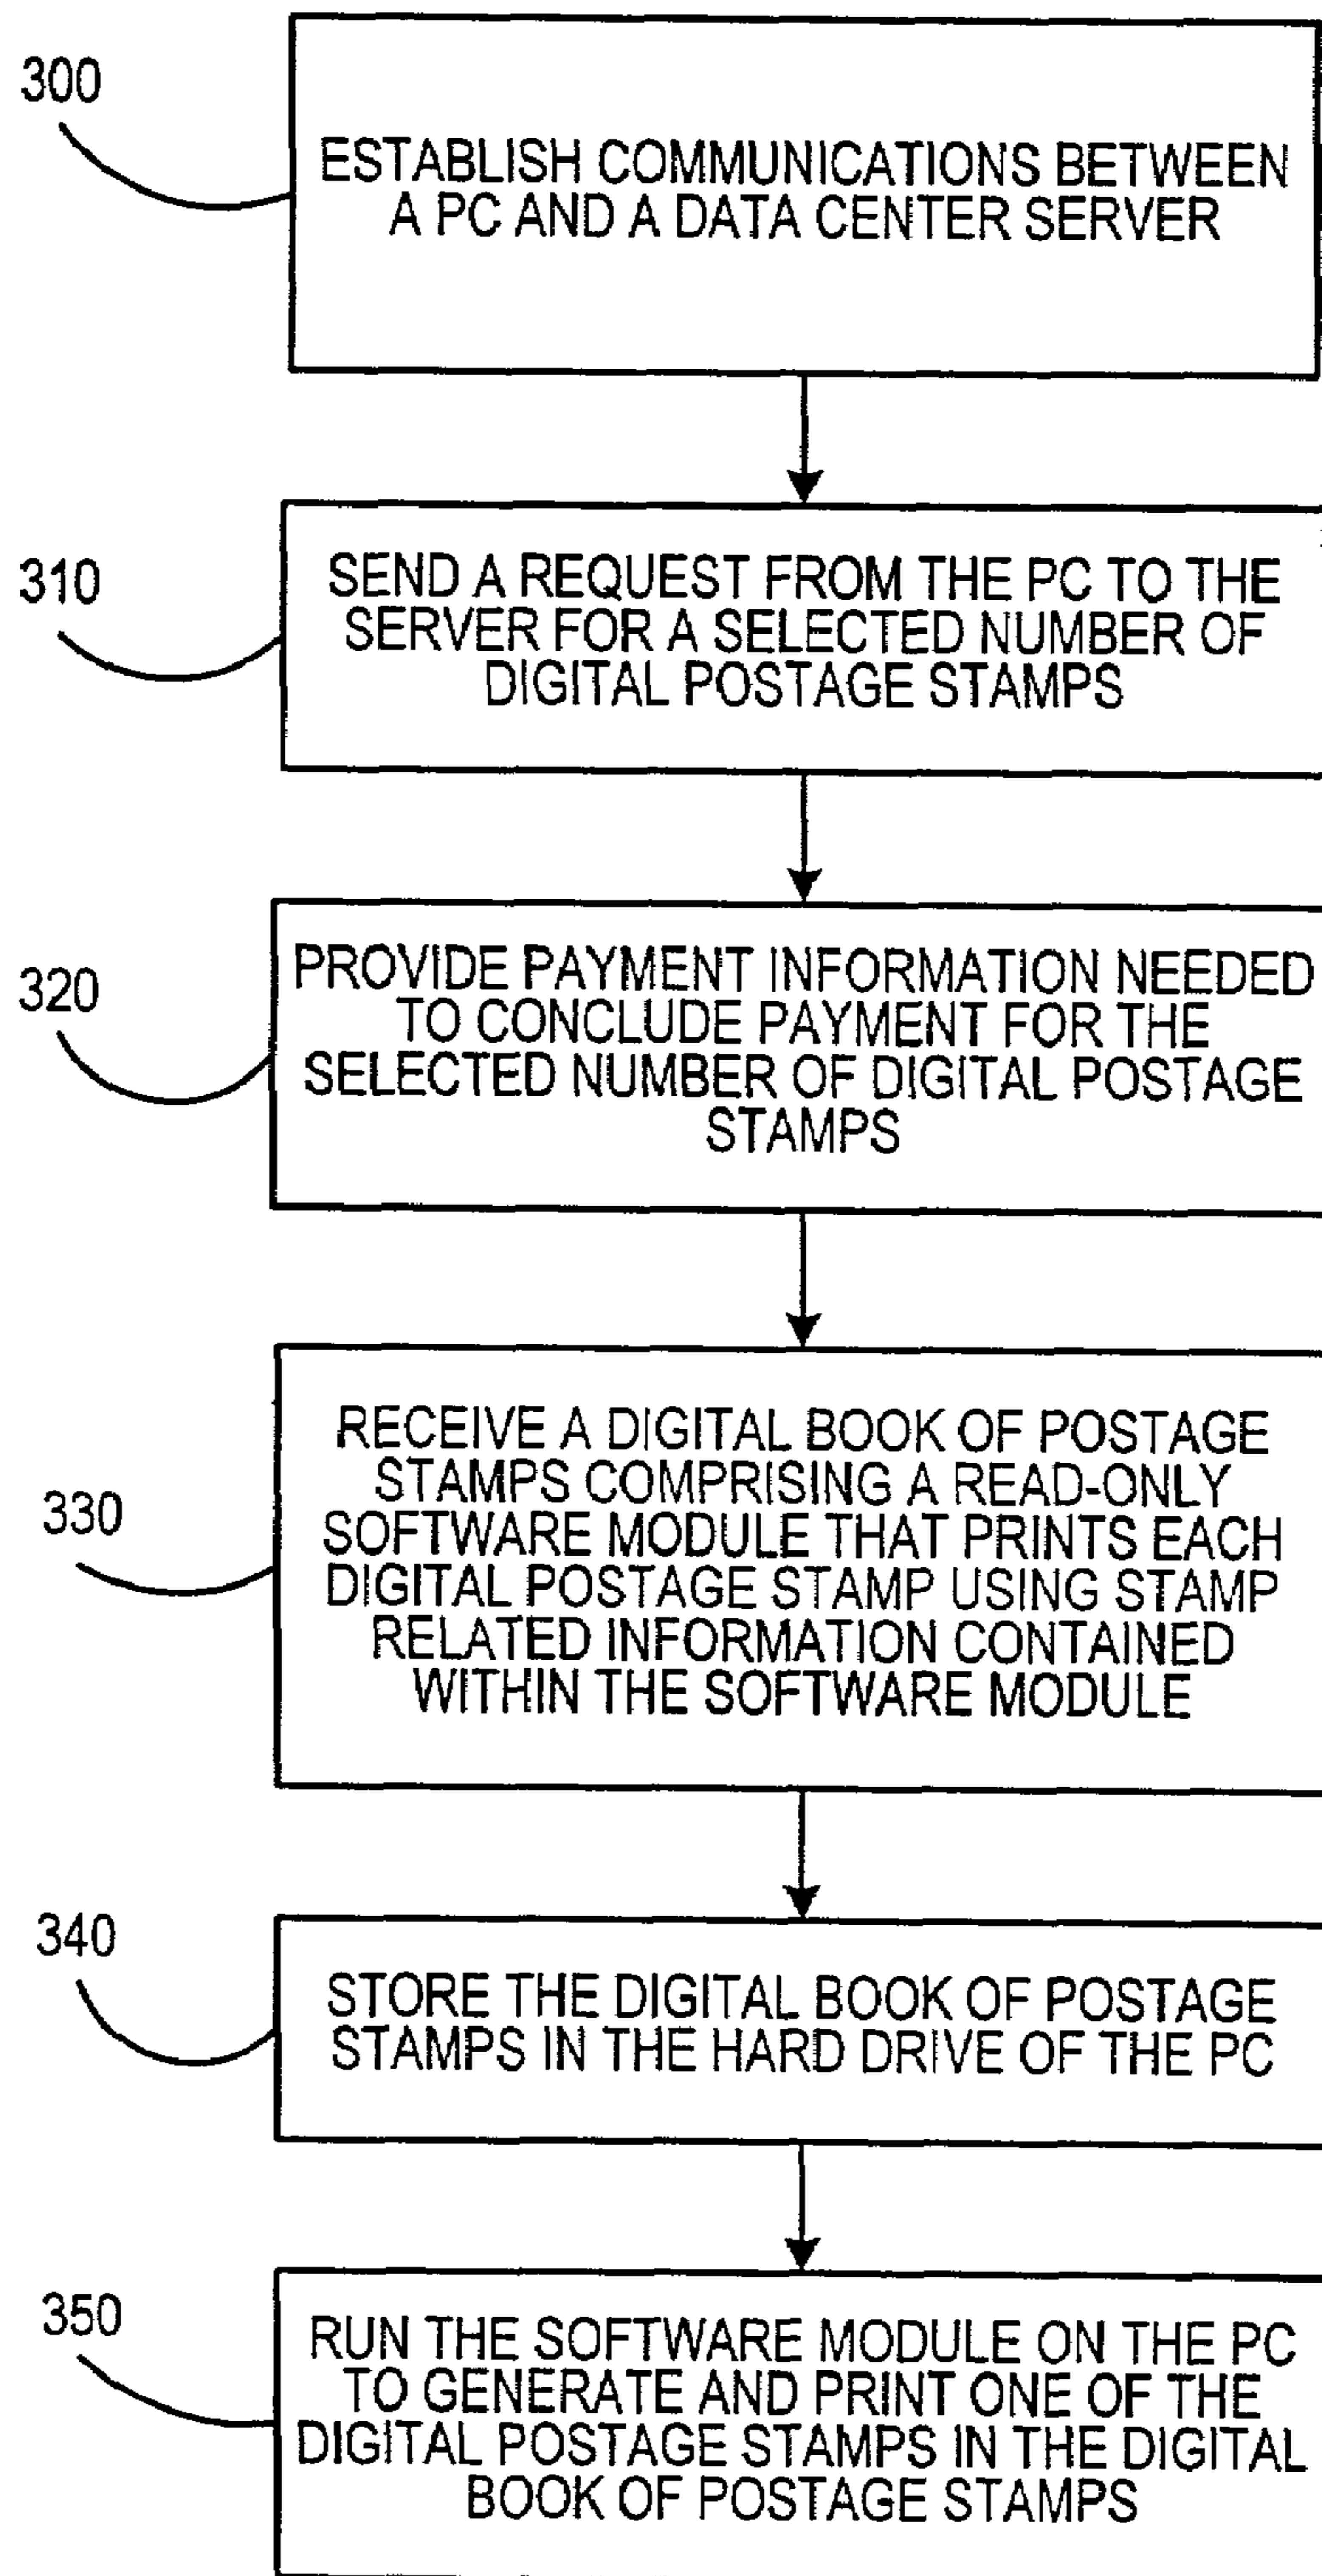 300
ESTABLISH COMMUNICATIONS BETWEEN
A PC AND A DATA CENTER SERVER
310
SEND A REQUEST FROM THE PC TO THE
SERVER FOR A SELECTED NUMBER OF
DIGITAL POSTAGE STAMPS
320
PROVIDE PAYMENT INFORMATION NEEDED
TO CONCLUDE PAYMENT FOR THE
SELECTED NUMBER OF DIGITAL POSTAGE
STAMPS
330
RECEIVE A DIGITAL BOOK OF POSTAGE
STAMPS COMPRISING A READ-ONLY
SOFTWARE MODULE THAT PRINTS EACH
DIGITAL POSTAGE STAMP USING STAMP
RELATED INFORMATION CONTAINED
WITHIN THE SOFTWARE MODULE
340
STORE THE DIGITAL BOOK OF POSTAGE
STAMPS IN THE HARD DRIVE OF THE PC
350
RUN THE SOFTWARE MODULE ON THE PC
TO GENERATE AND PRINT ONE OF THE
DIGITAL POSTAGE STAMPS IN THE DIGITAL
BOOK OF POSTAGE STAMPS